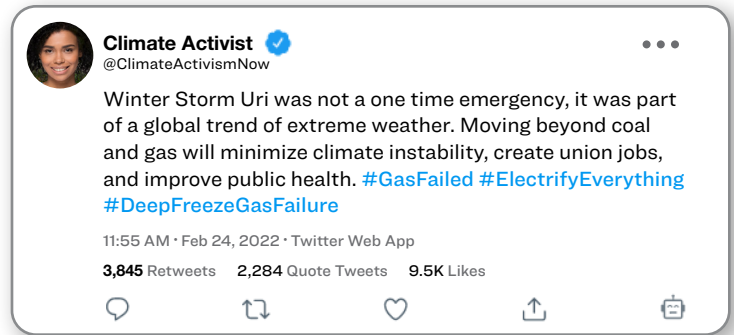 Climate Activist
@ClimateActivismNow
Winter Storm Uri was not a one time emergency, it was part
of a global trend of extreme weather. Moving beyond coal
and gas will minimize climate instability, create union jobs,
and improve public health. #GasFailed #ElectrifyEverything
#DeepFreezeGasFailure
11:55 AM · Feb 24, 2022 · Twitter Web App
3,845 Retweets 2,284 Quote Tweets 9.5K Likes